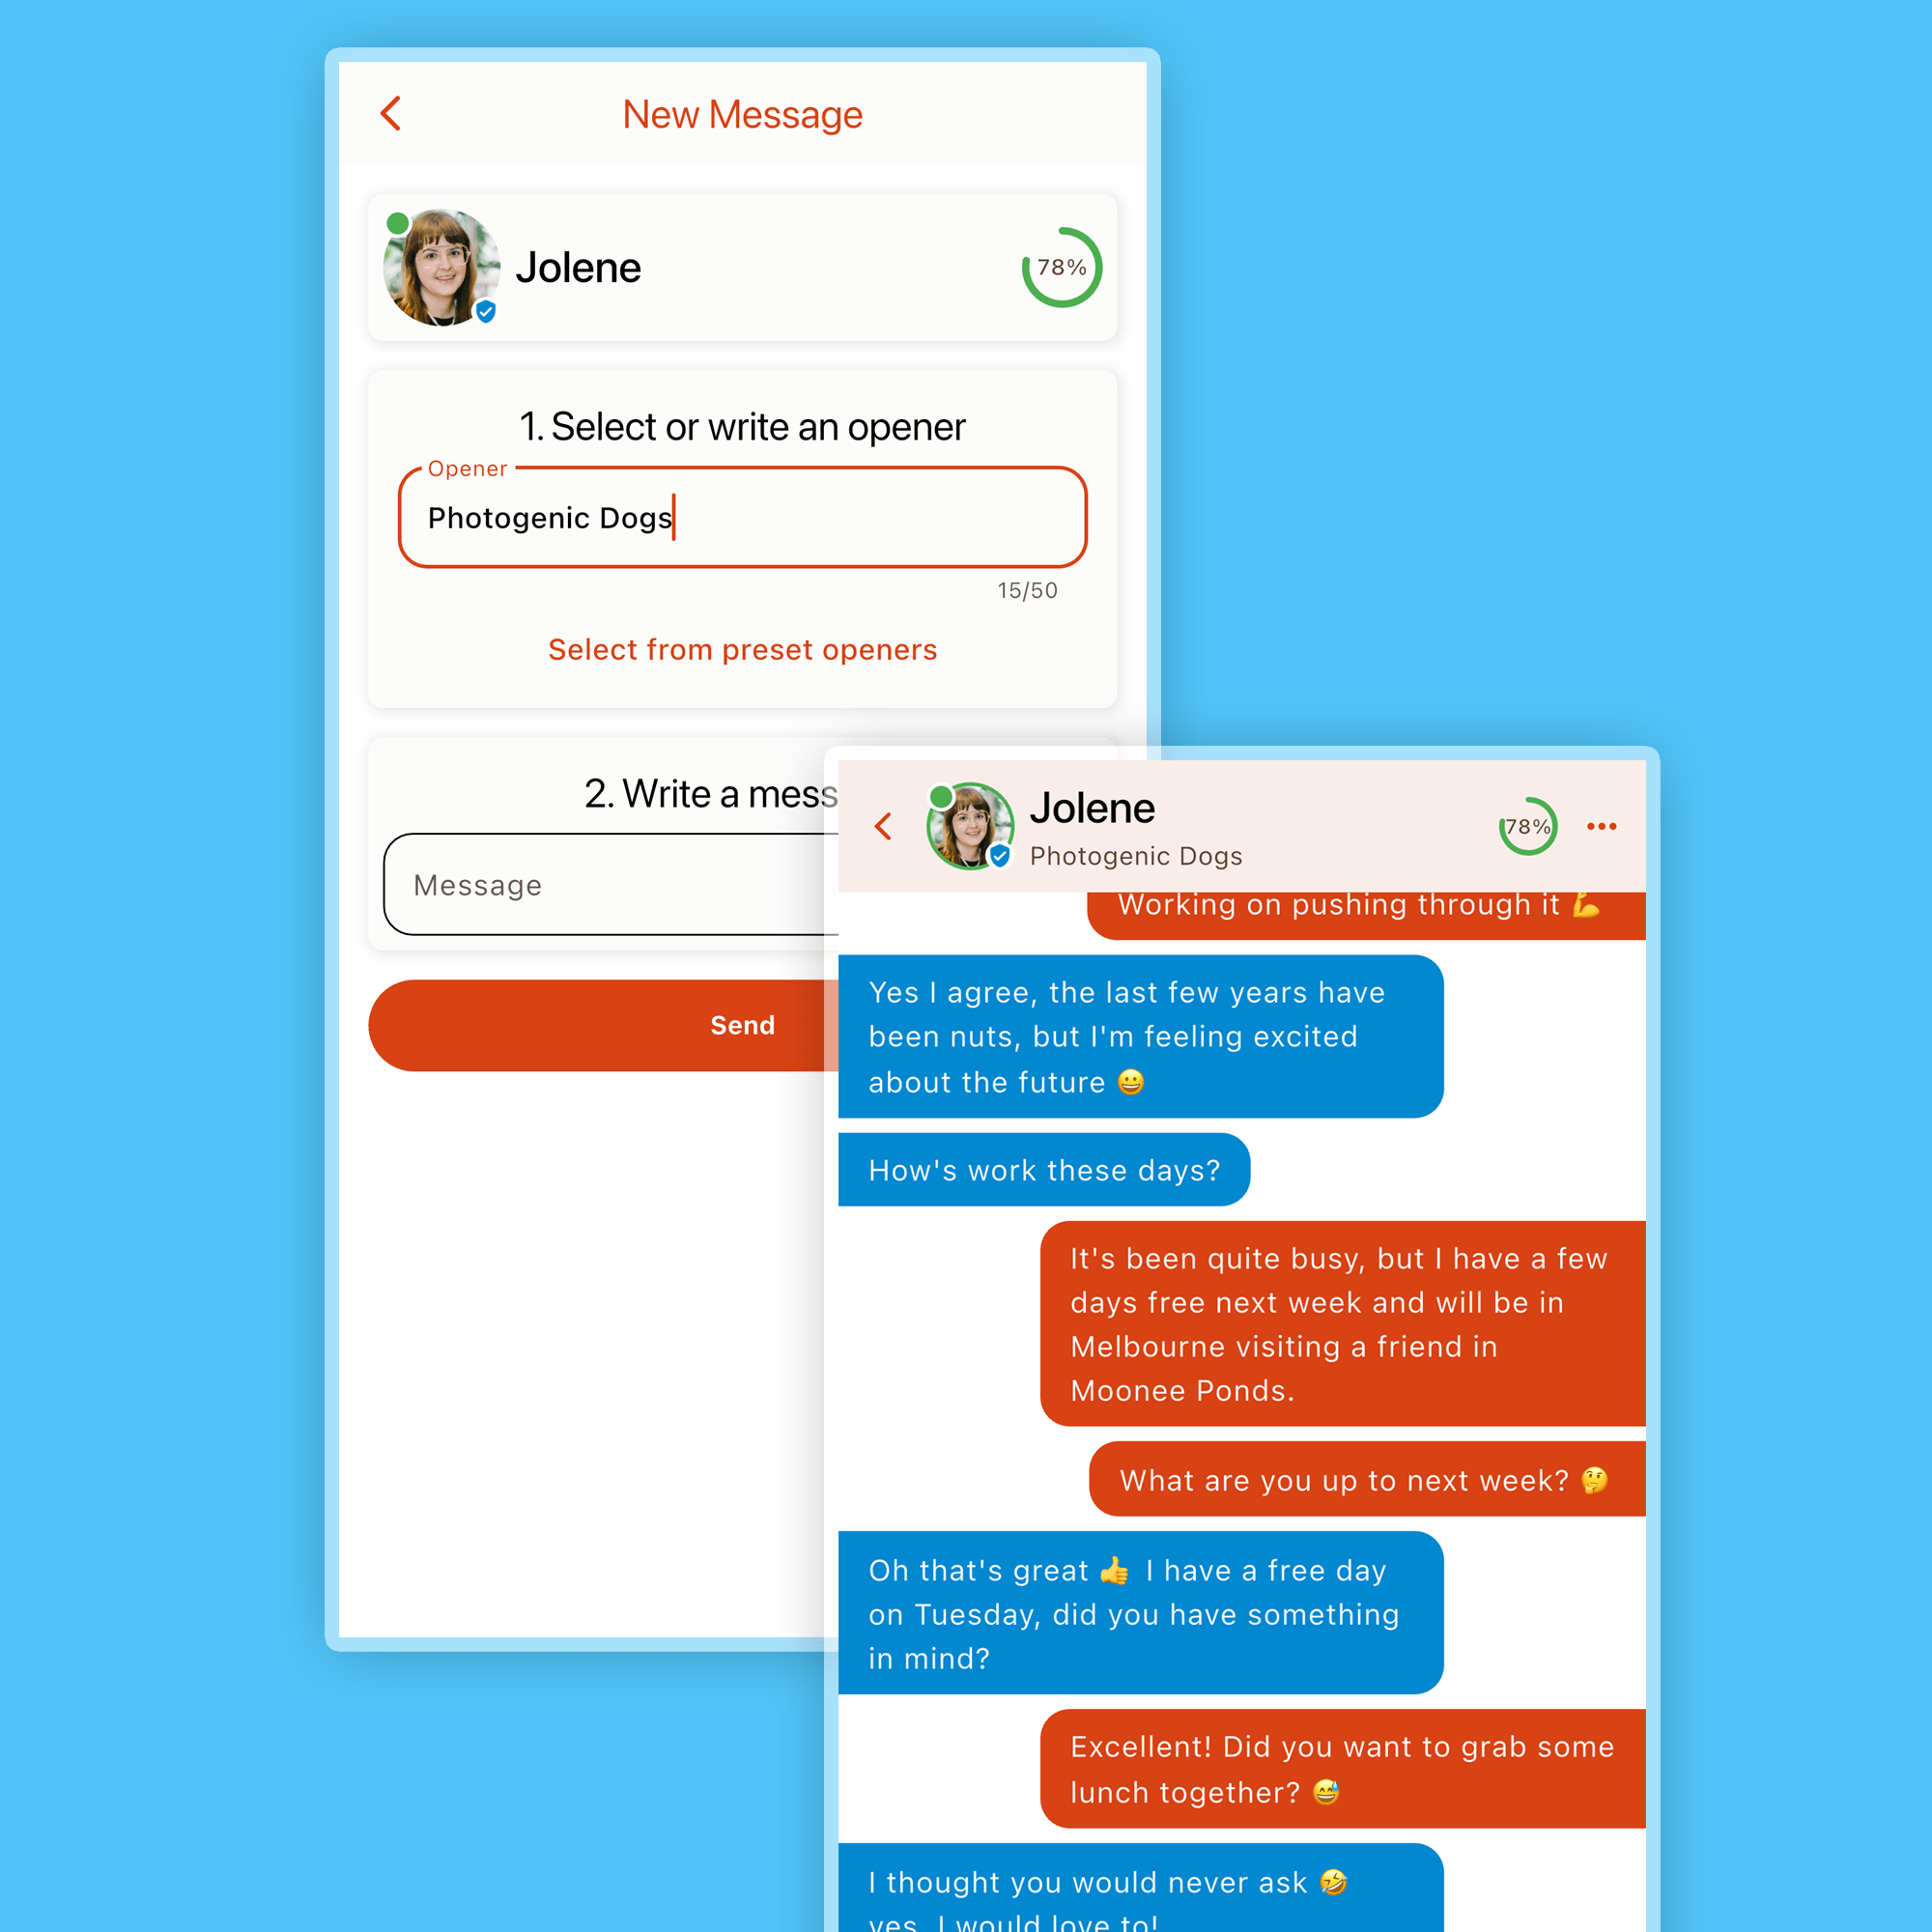 New Message
Jolene
78%
1. Select or write an opener
Opener
Photogenic Dogs
15/50
Select from preset openers
2. Write a mess
Message
Send
Jolene
Photogenic Dogs
78%
Working on pushing through it 💪
Yes I agree, the last few years have
been nuts, but I'm feeling excited
about the future 😀
How's work these days?
It's been quite busy, but I have a few
days free next week and will be in
Melbourne visiting a friend in
Moonee Ponds.
What are you up to next week? 🤔
Oh that's great 👍 I have a free day
on Tuesday, did you have something
in mind?
Excellent! Did you want to grab some
lunch together? 😅
I thought you would never ask 🤣
yes, I would love to!